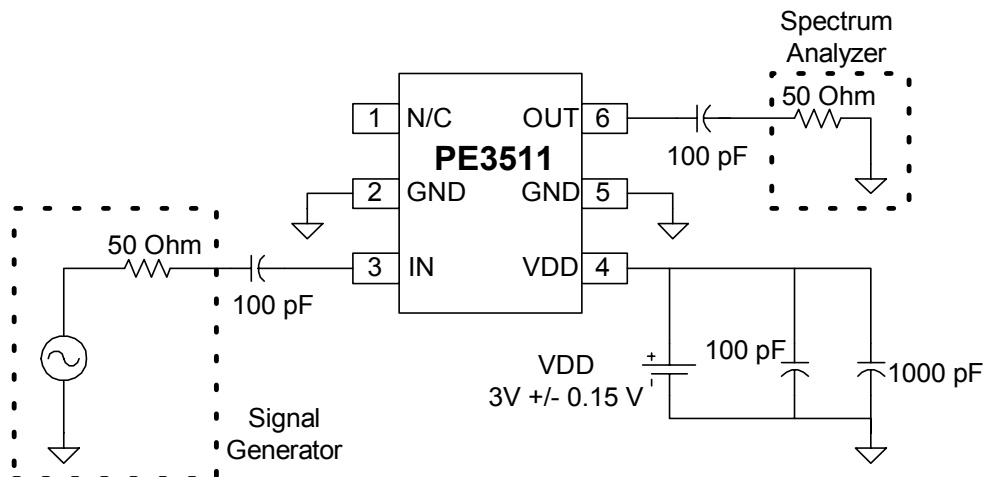 Spectrum
Analyzer
50 Ohm
1 N/C OUT 6
PE3511
100 pF
2 GND GND 5
50 Ohm
3 IN VDD 4
100 pF
VDD
3V +/- 0.15 V
+
-
100 pF
1000 pF
Signal
Generator